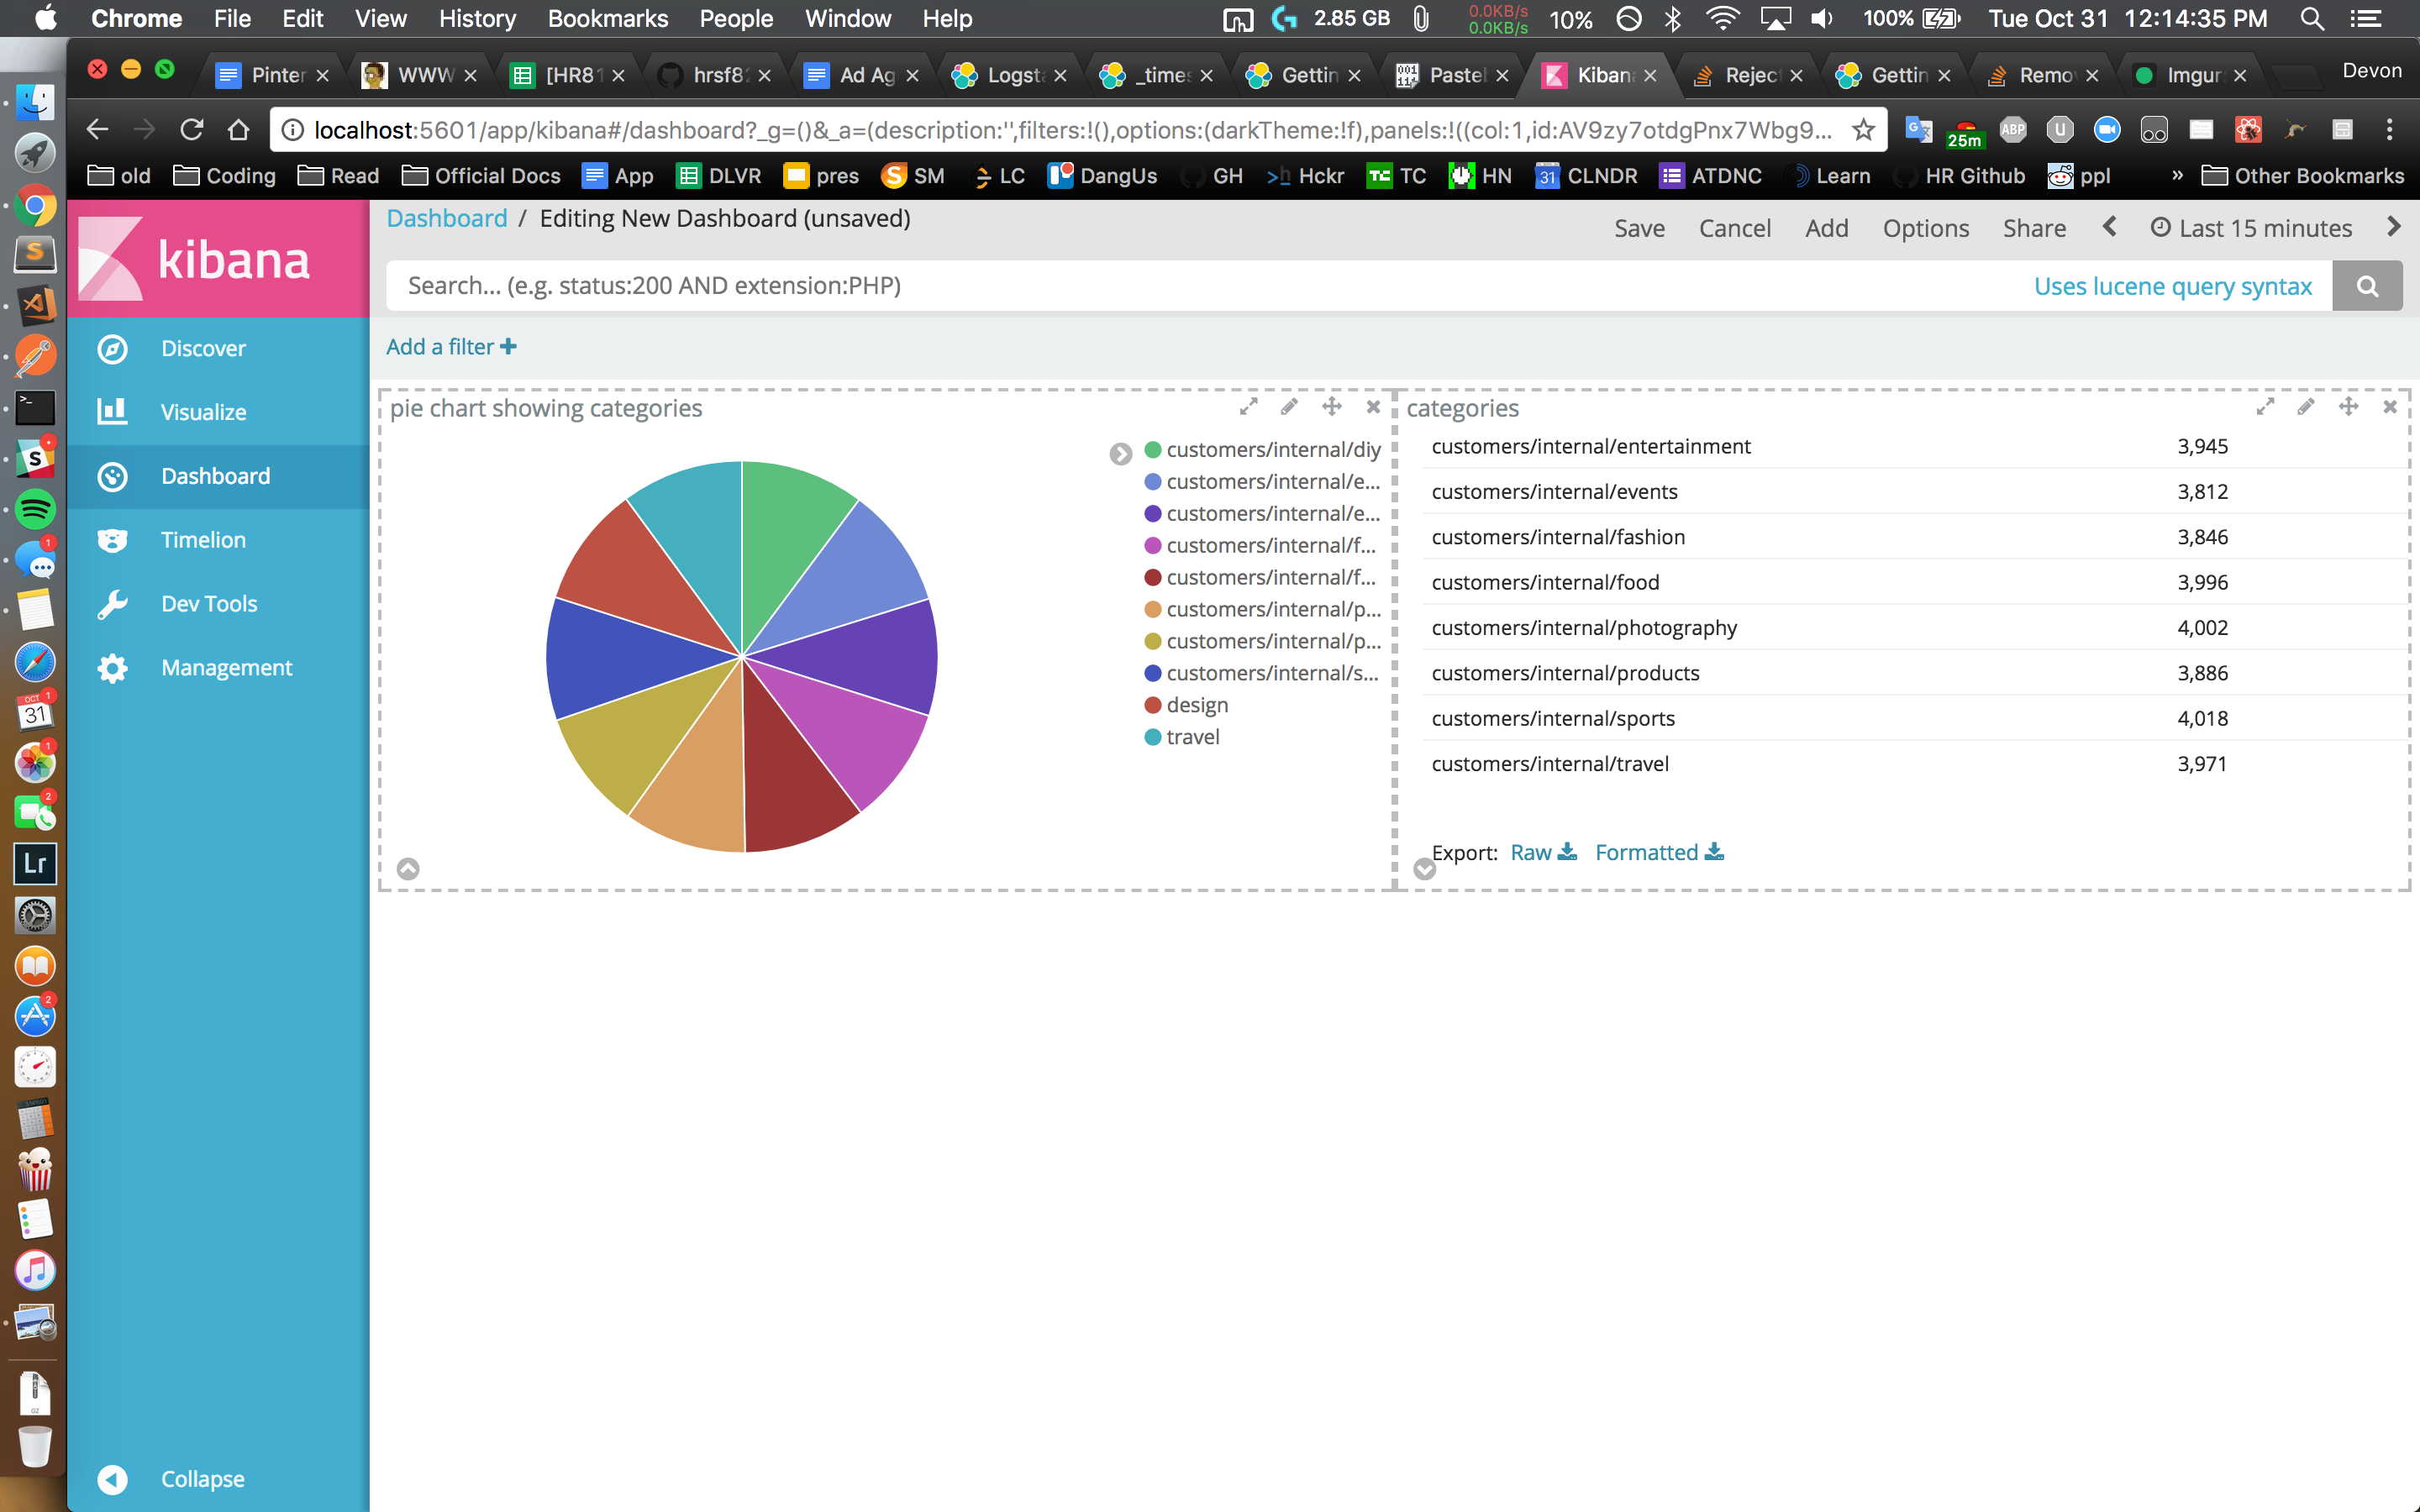 Chrome File Edit View History Bookmarks People Window Help 2.85 GB 0.0KB/s 0.0KB/s 10% 100% Tue Oct 31 12:14:35 PM
Pinter WWW [HR81 hrsf82 Ad Ag Logsta _times Gettin Pastel Kibana Reject Gettin Remov Imgur Devon
localhost:5601/app/kibana#/dashboard?_g=()&_a=(description:'',filters:!(),options:(darkTheme:!f),panels:!((col:1,id:AV9zy7otdgPnx7Wbg9... 25m ABP
old Coding Read Official Docs App DLVR pres SM LC DangUs GH Hckr TC HN 31 CLNDR ATDNC Learn HR Github ppl » Other Bookmarks
kibana
Discover
Visualize
Dashboard
Timelion
Dev Tools
Management
Collapse
Dashboard / Editing New Dashboard (unsaved)
Save Cancel Add Options Share Last 15 minutes
Search... (e.g. status:200 AND extension:PHP) Uses lucene query syntax
Add a filter
pie chart showing categories
customers/internal/diy
customers/internal/e...
customers/internal/e...
customers/internal/f...
customers/internal/f...
customers/internal/p...
customers/internal/p...
customers/internal/s...
design
travel
categories
customers/internal/entertainment 3,945
customers/internal/events 3,812
customers/internal/fashion 3,846
customers/internal/food 3,996
customers/internal/photography 4,002
customers/internal/products 3,886
customers/internal/sports 4,018
customers/internal/travel 3,971
Export: Raw Formatted